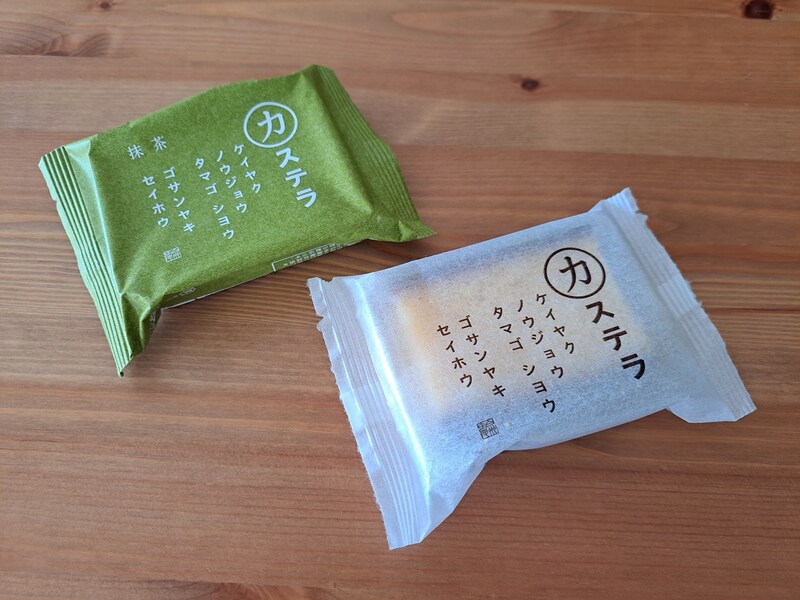 カステラ
ケイヤク
ノウジョウ
タマゴ シヨウ
ゴサンヤキ
セイホウ
抹茶
カステラ
ケイヤク
ノウジョウ
タマゴ シヨウ
ゴサンヤキ
セイホウ